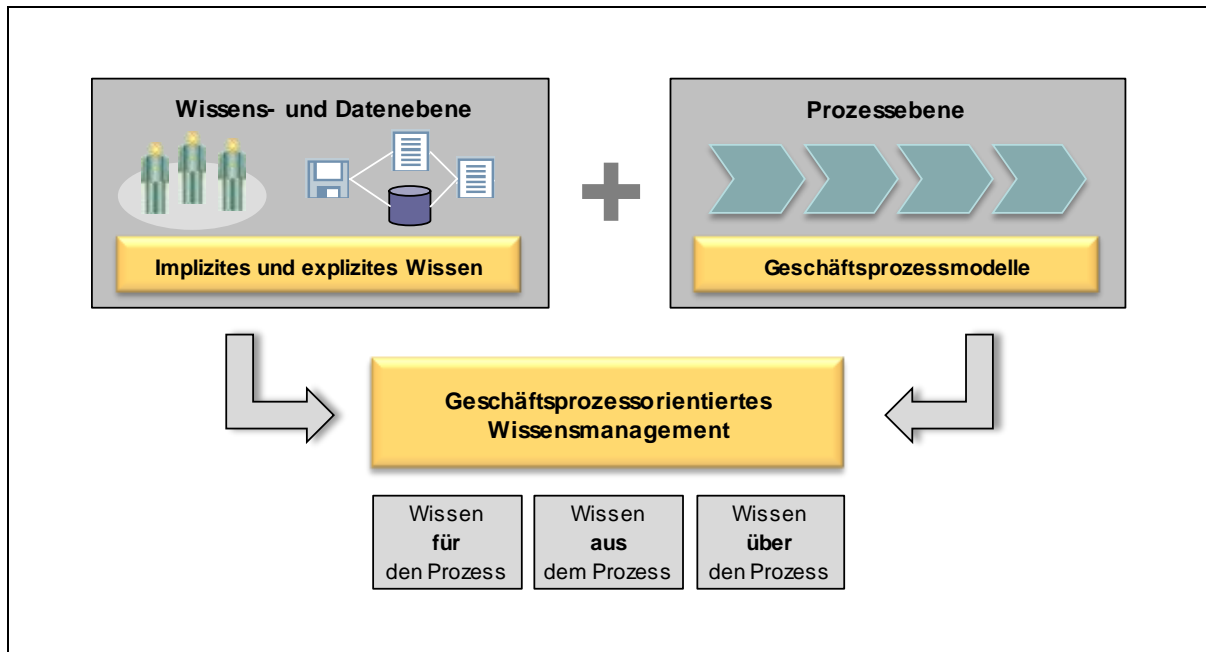 Wissens- und Datenebene
Implizites und explizites Wissen
Prozessebene
Geschäftsprozessmodelle
Geschäftsprozessorientiertes
Wissensmanagement
Wissen
für
den Prozess
Wissen
aus
dem Prozess
Wissen
über
den Prozess